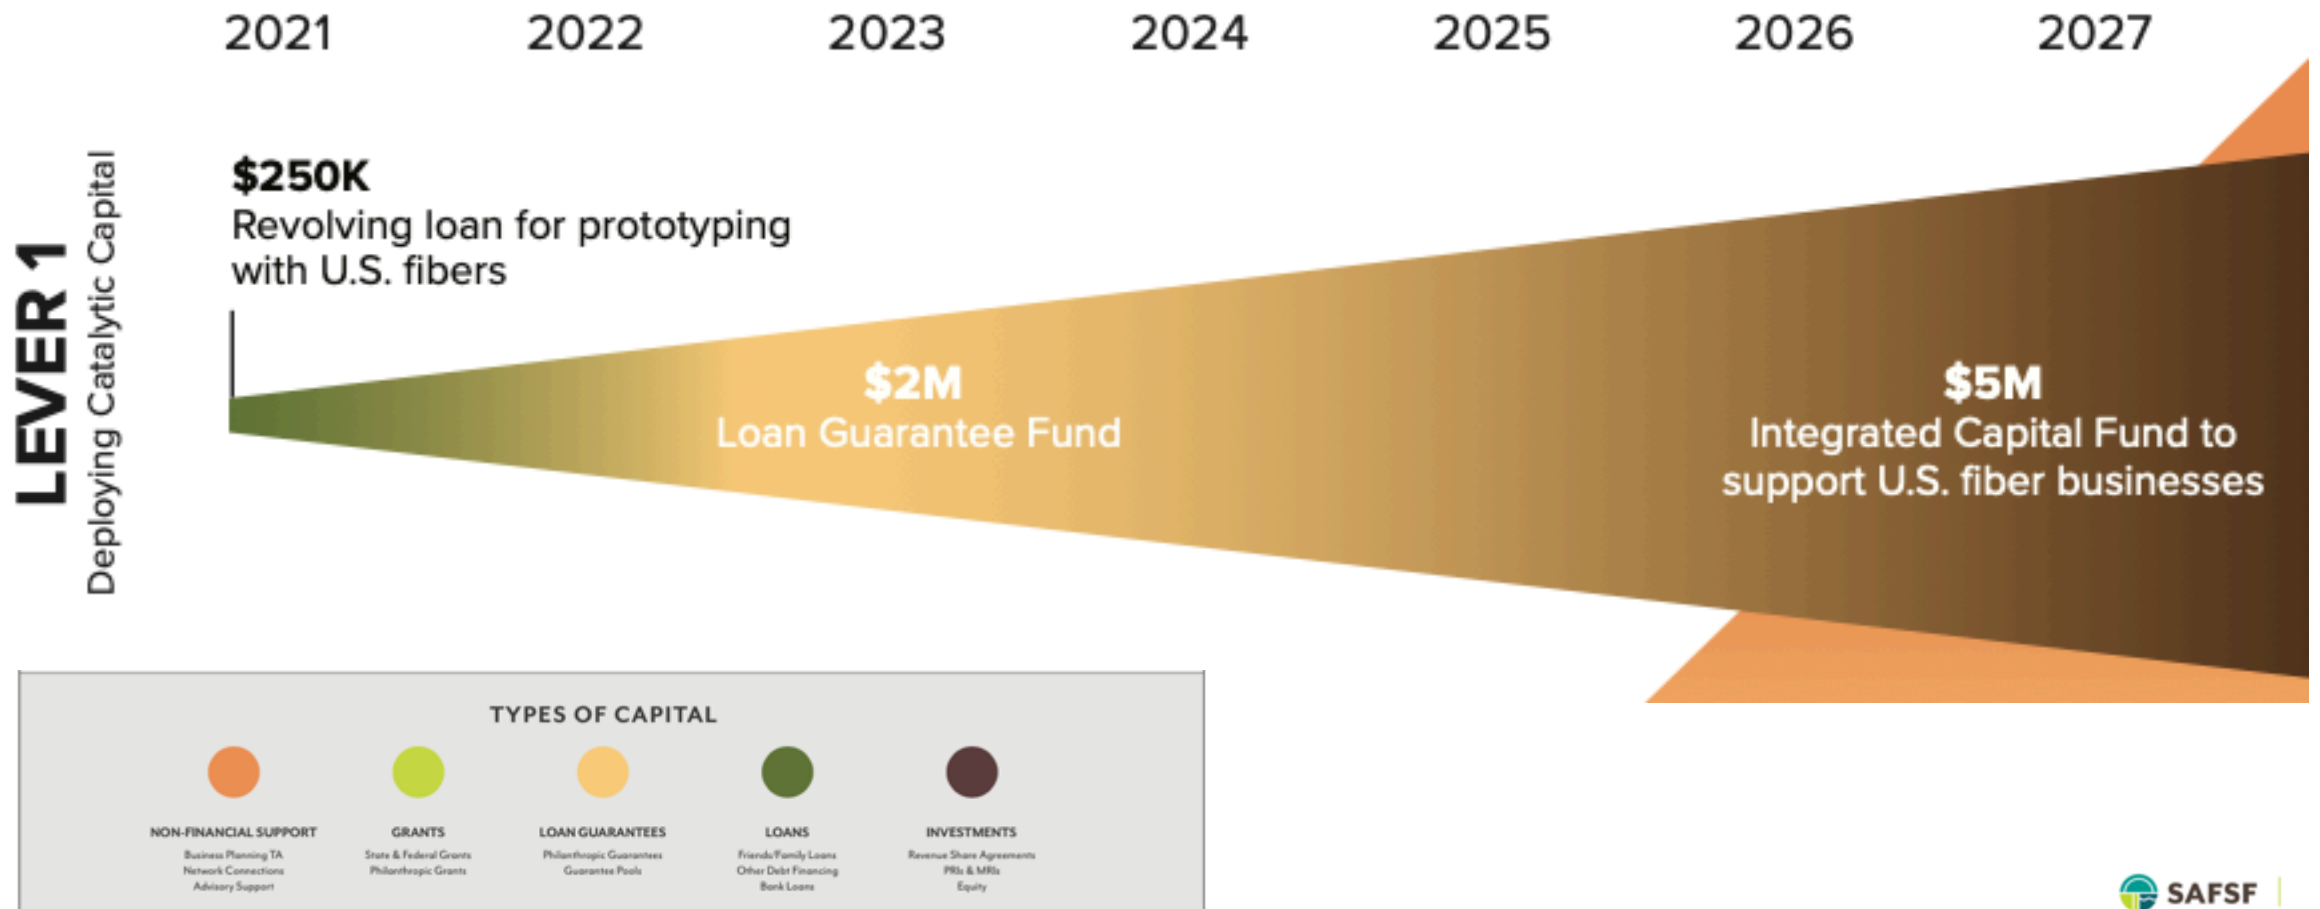 2021 2022 2023 2024 2025 2026 2027
LEVER 1
Deploying Catalytic Capital
$250K
Revolving loan for prototyping
with U.S. fibers
$2M
Loan Guarantee Fund
$5M
Integrated Capital Fund to
support U.S. fiber businesses
TYPES OF CAPITAL
NON-FINANCIAL SUPPORT
Business Planning TA
Network Connections
Advisory Support
GRANTS
State & Federal Grants
Philanthropic Grants
LOAN GUARANTEES
Philanthropic Guarantees
Guarantee Pools
LOANS
Friends/Family Loans
Other Debt Financing
Bank Loans
INVESTMENTS
Revenue Share Agreements
PRIs & MRIs
Equity
SAFSF